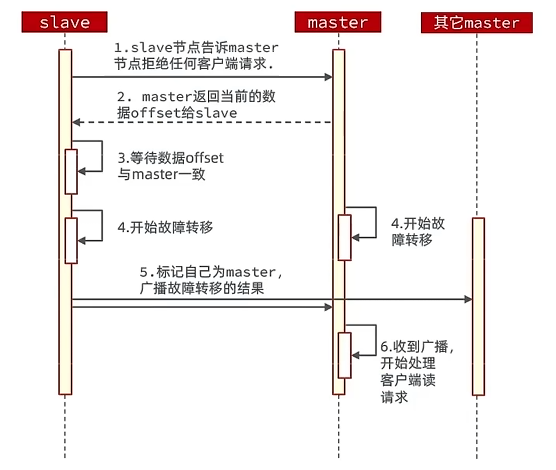 slave
master
其它master
1.slave节点告诉master
节点拒绝任何客户端请求.
2. master返回当前的数
据offset给slave
3.等待数据offset
与master一致
4.开始故障转移
4.开始故
障转移
5.标记自己为master,
广播故障转移的结果
6.收到广播,
开始处理
客户端读
请求